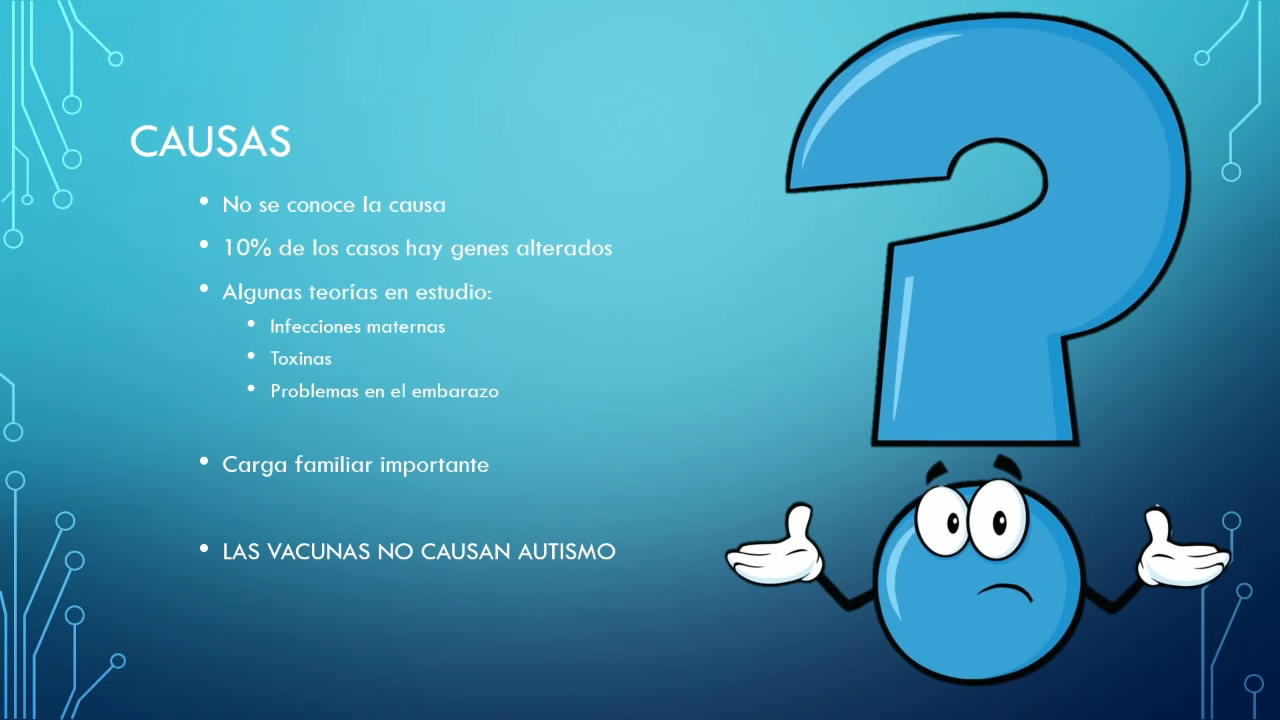 CAUSAS
• No se conoce la causa
• 10% de los casos hay genes alterados
• Algunas teorías en estudio:
• Infecciones maternas
• Toxinas
• Problemas en el embarazo
• Carga familiar importante
• LAS VACUNAS NO CAUSAN AUTISMO